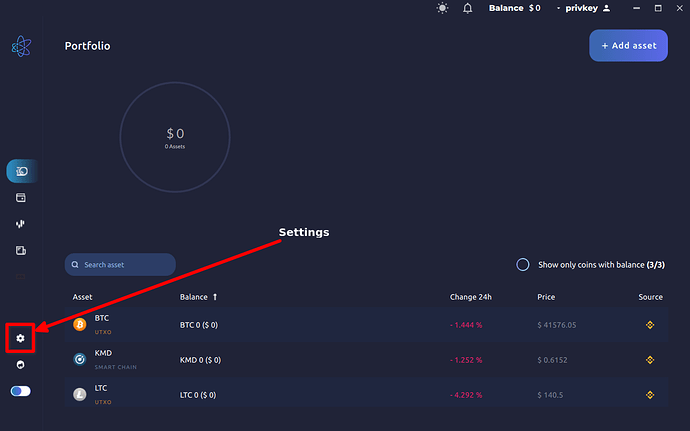 Balance $ 0 privkey
Portfolio
+ Add asset
$ 0
0 Assets
Settings
Search asset
Show only coins with balance (3/3)
Asset Balance ↑ Change 24h Price Source
BTC
UTXO
BTC 0 ($ 0) - 1.444 % $ 41576.05
KMD
SMART CHAIN
KMD 0 ($ 0) - 1.252 % $ 0.6152
LTC
UTXO
LTC 0 ($ 0) - 4.292 % $ 140.5